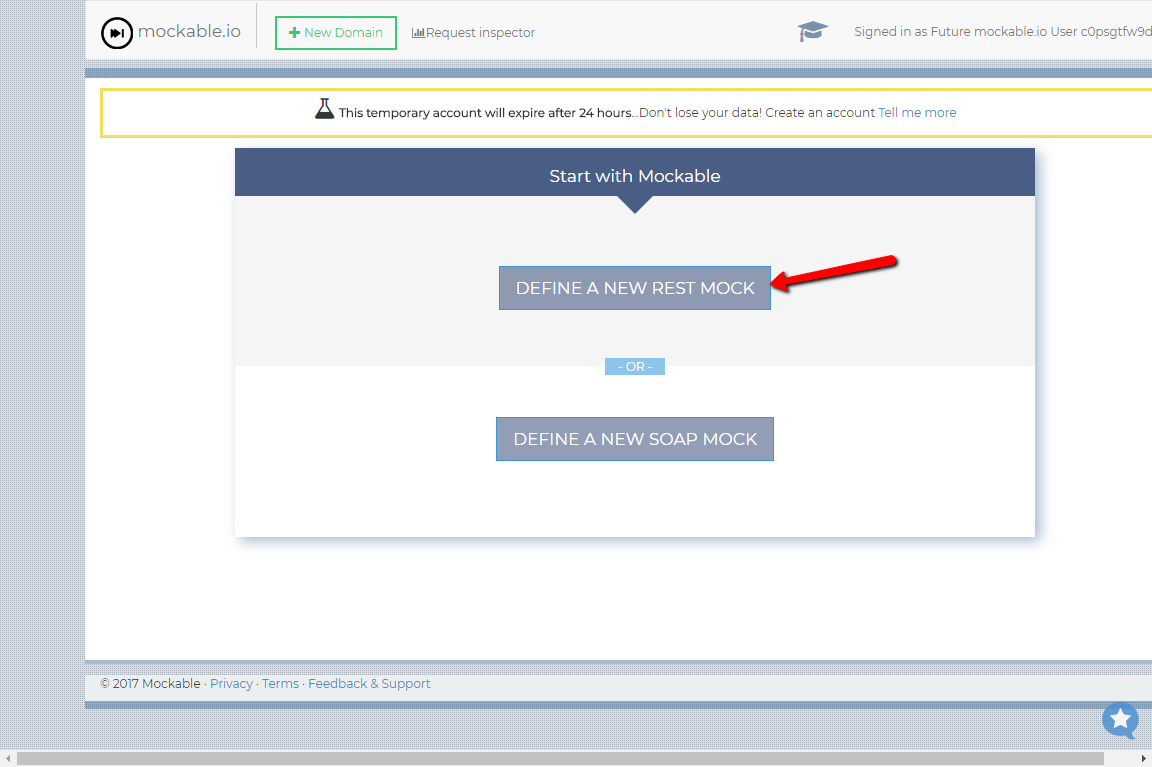 mockable.io
New Domain
Request inspector
Signed in as Future mockable.io User c0psgtfw9d
This temporary account will expire after 24 hours...Don't lose your data! Create an account Tell me more
Start with Mockable
DEFINE A NEW REST MOCK
- OR -
DEFINE A NEW SOAP MOCK
© 2017 Mockable · Privacy · Terms · Feedback & Support